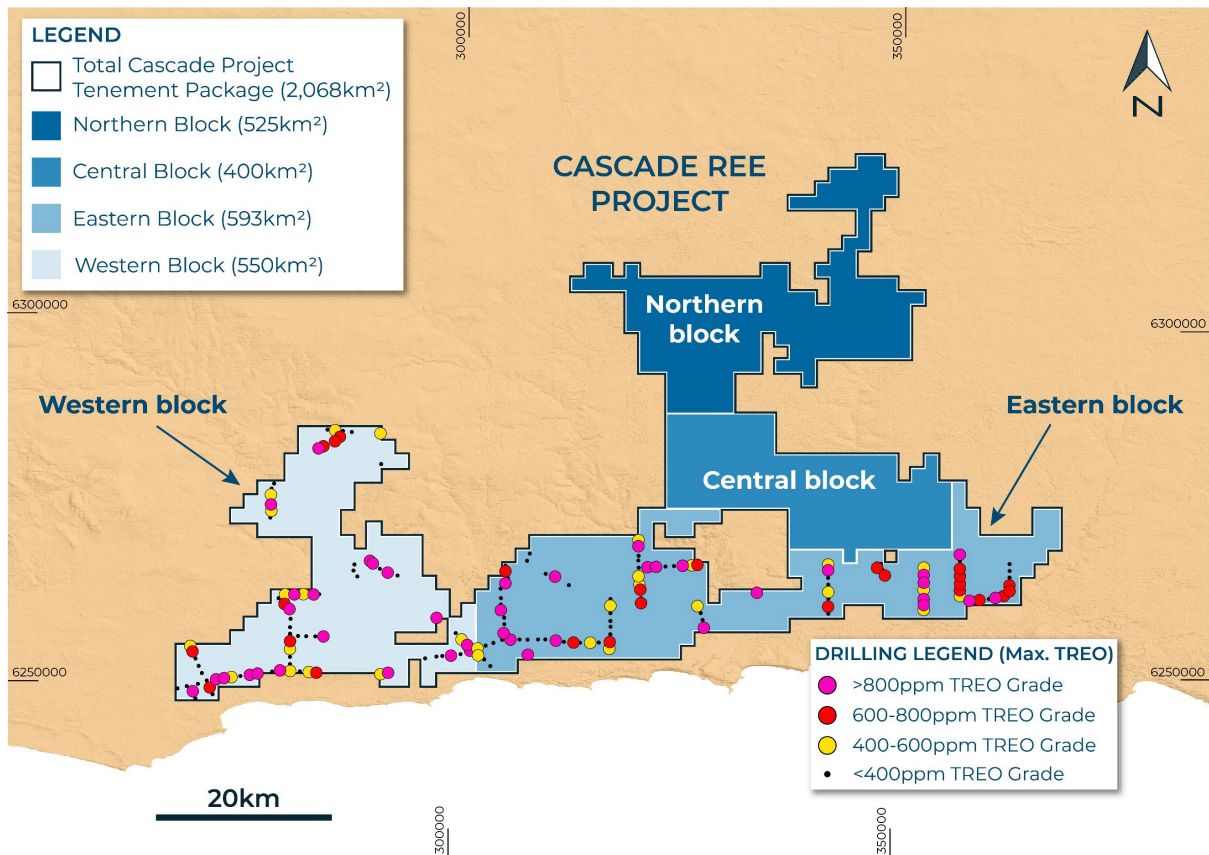 LEGEND
Total Cascade Project
Tenement Package (2,068km²)
Northern Block (525km²)
Central Block (400km²)
Eastern Block (593km²)
Western Block (550km²)
300000
350000
N
CASCADE REE
PROJECT
6300000
6300000
Northern
block
Western block
Eastern block
Central block
6250000
6250000
DRILLING LEGEND (Max. TREO)
>800ppm TREO Grade
600-800ppm TREO Grade
400-600ppm TREO Grade
<400ppm TREO Grade
20km
300000
350000